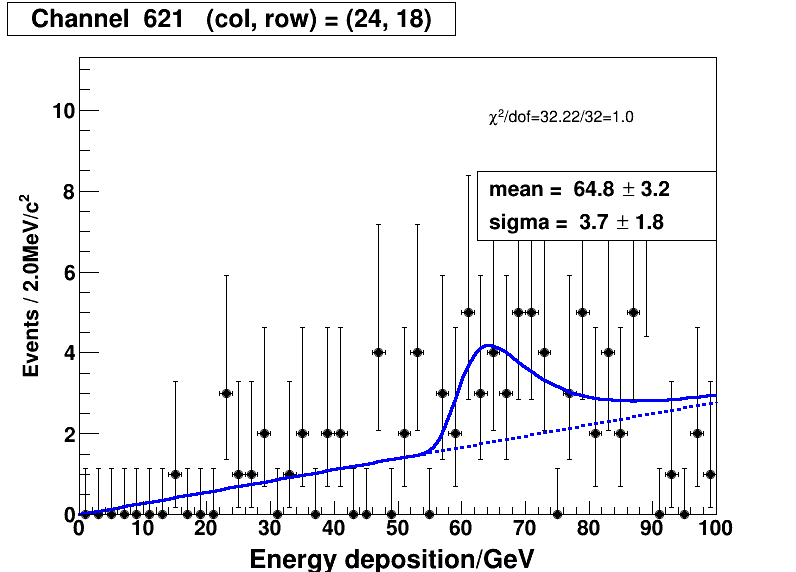 Channel 621 (col, row) = (24, 18)
χ²/dof=32.22/32=1.0
mean = 64.8 ± 3.2
sigma = 3.7 ± 1.8
Events / 2.0MeV/c²
10
8
6
4
2
0
0 10 20 30 40 50 60 70 80 90 100
Energy deposition/GeV